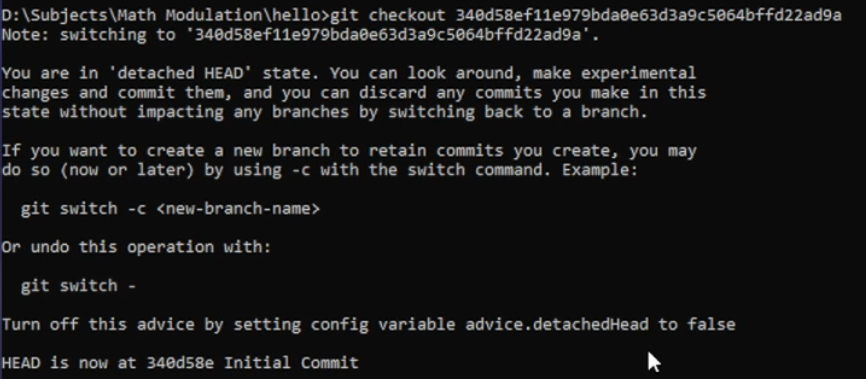 D:\Subjects\Math Modulation\hello>git checkout 340d58ef11e979bda0e63d3a9c5064bffd22ad9a
Note: switching to '340d58ef11e979bda0e63d3a9c5064bffd22ad9a'.
You are in 'detached HEAD' state. You can look around, make experimental
changes and commit them, and you can discard any commits you make in this
state without impacting any branches by switching back to a branch.
If you want to create a new branch to retain commits you create, you may
do so (now or later) by using -c with the switch command. Example:
git switch -c <new-branch-name>
Or undo this operation with:
git switch -
Turn off this advice by setting config variable advice.detachedHead to false
HEAD is now at 340d58e Initial Commit